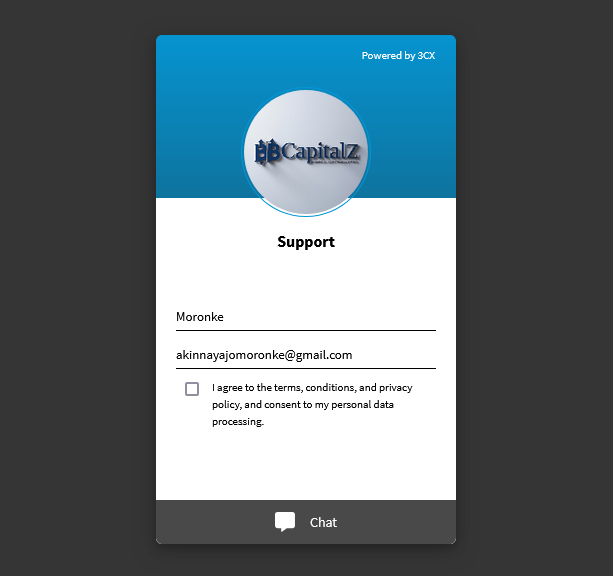 Powered by 3CX
BBCapitalZ
Support
Moronke
akinnayajomoronke@gmail.com
I agree to the terms, conditions, and privacy
policy, and consent to my personal data
processing.
Chat